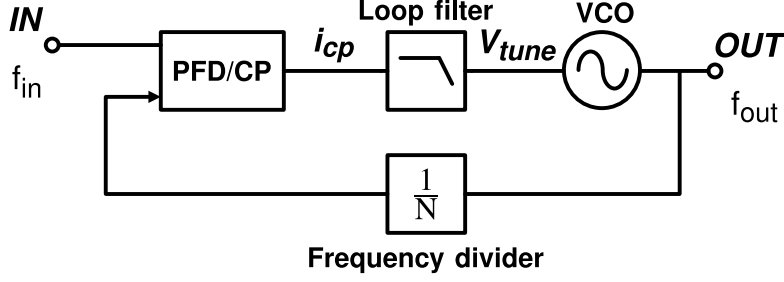 IN
Loop filter
VCO
OUT
PFD/CP
icp
Vtune
fin
fout
1
N
Frequency divider